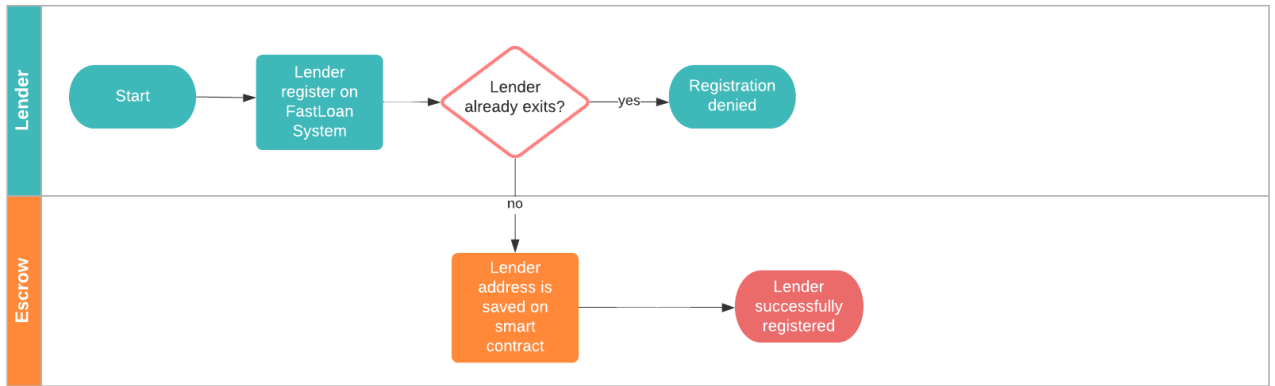 Lender
Start
Lender
register on
FastLoan
System
Lender
already exits?
yes
Registration
denied
no
Escrow
Lender
address is
saved on
smart
contract
Lender
successfully
registered